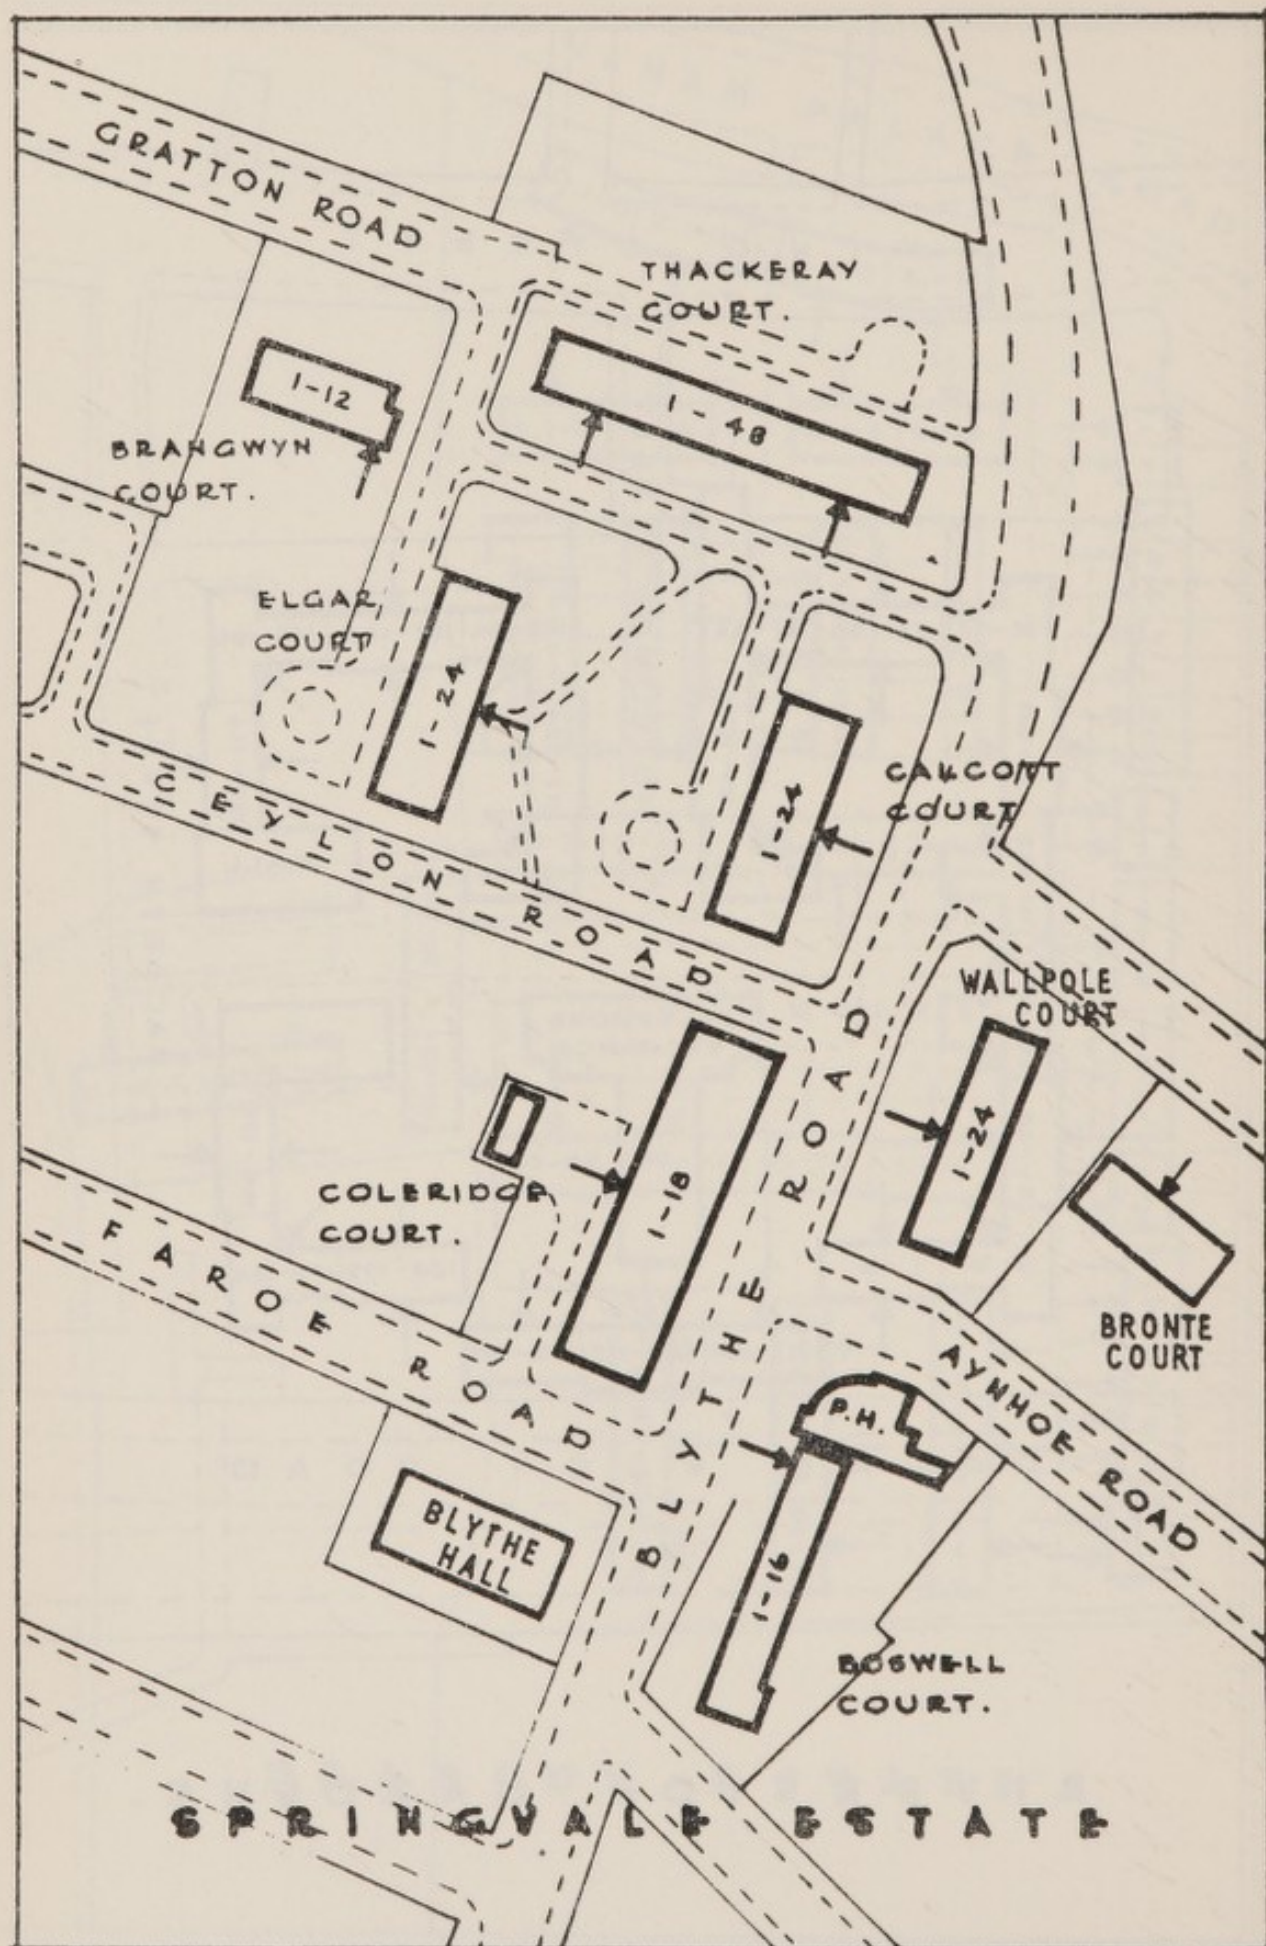 GRATTON ROAD
THACKERAY
COURT.
1-12
1-48
BRANGWYN
COURT.
ELGAR
COURT
1-24
CALCOTT
COURT
1-24
CEYLON ROAD
WALLPOLE
COURT
1-24
COLERIDGE
COURT.
1-18
FAROE ROAD
BLYTHE ROAD
BRONTE
COURT
AYNHOE ROAD
P.H.
BLYTHE
HALL
1-16
BOSWELL
COURT.
SPRINGVALE ESTATE